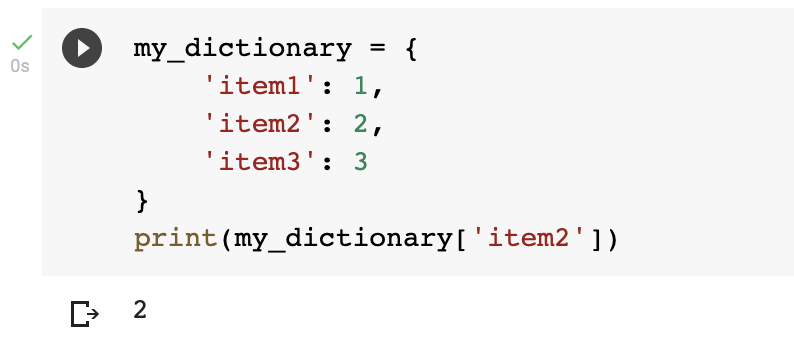 my_dictionary = {
    'item1': 1,
    'item2': 2,
    'item3': 3
}
print(my_dictionary['item2'])
0s
2